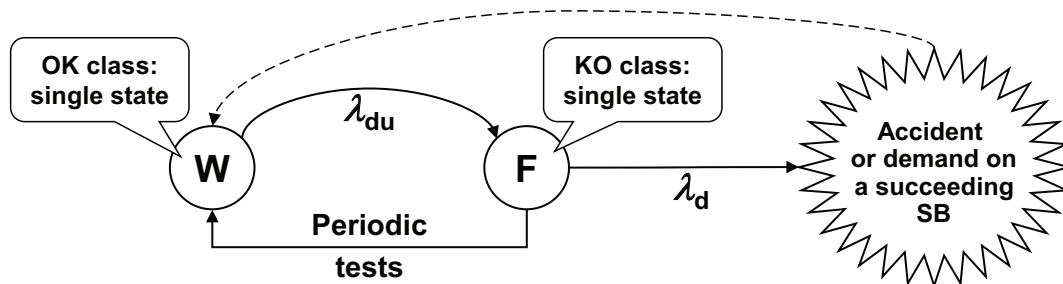 OK class:
single state
KO class:
single state
λdu
W
F
λd
Accident
or demand on
a succeeding
SB
Periodic
tests